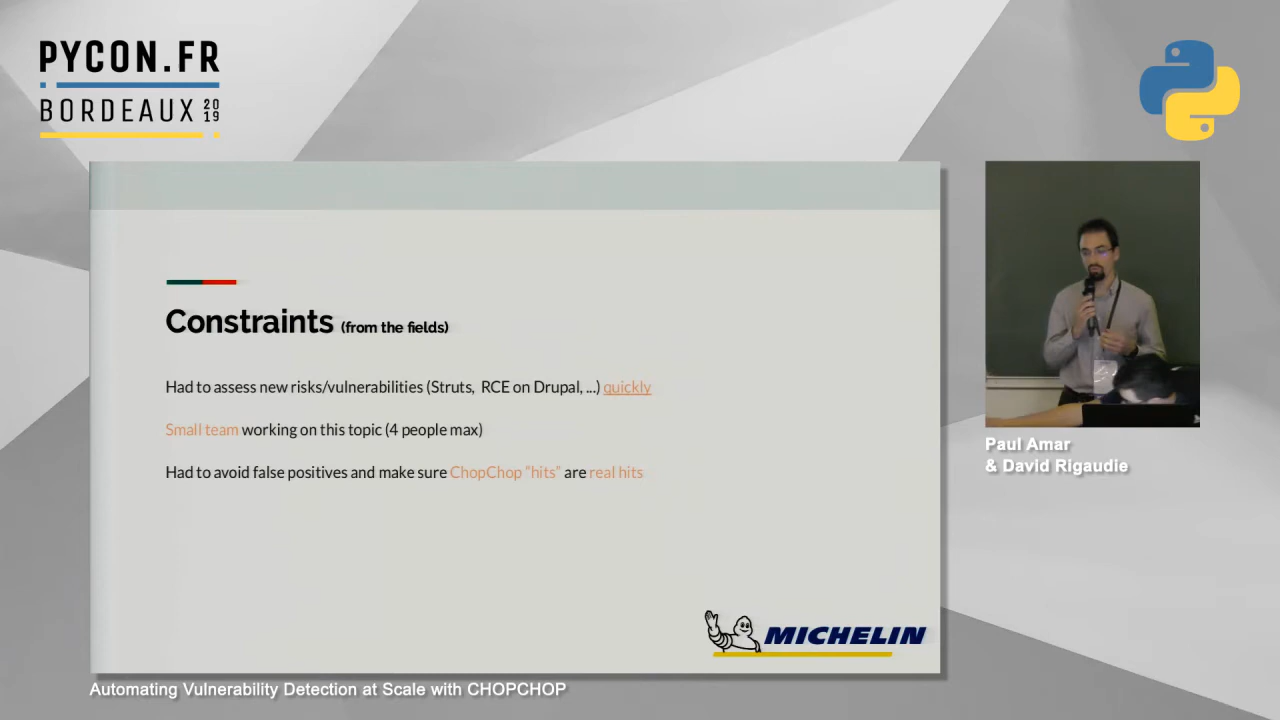 PYCON.FR
BORDEAUX 2019
Constraints (from the fields)
Had to assess new risks/vulnerabilities (Struts, RCE on Drupal, ...) quickly
Small team working on this topic (4 people max)
Had to avoid false positives and make sure ChopChop "hits" are real hits
MICHELIN
Paul Amar
& David Rigaudie
Automating Vulnerability Detection at Scale with CHOPCHOP